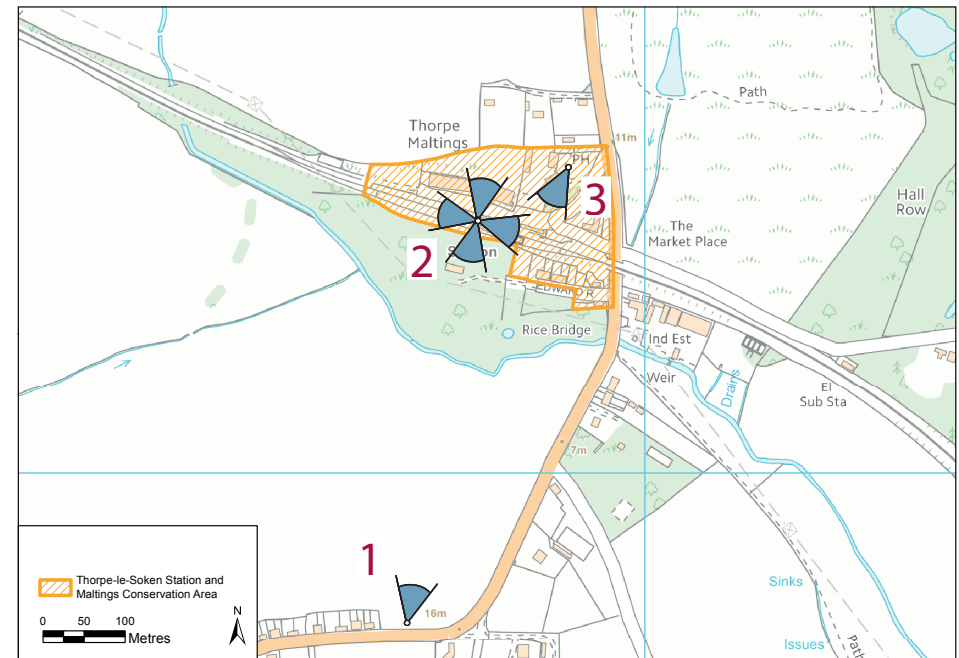 Path
Thorpe
Maltings
11m
PH
3
Hall
Row
The
Market Place
2
EDWARD R
Rice Bridge
Ind Est
Weir
Drains
El
Sub Sta
7m
1
16m
Sinks
Issues
Path
Thorpe-le-Soken Station and
Maltings Conservation Area
N
0 50 100
Metres